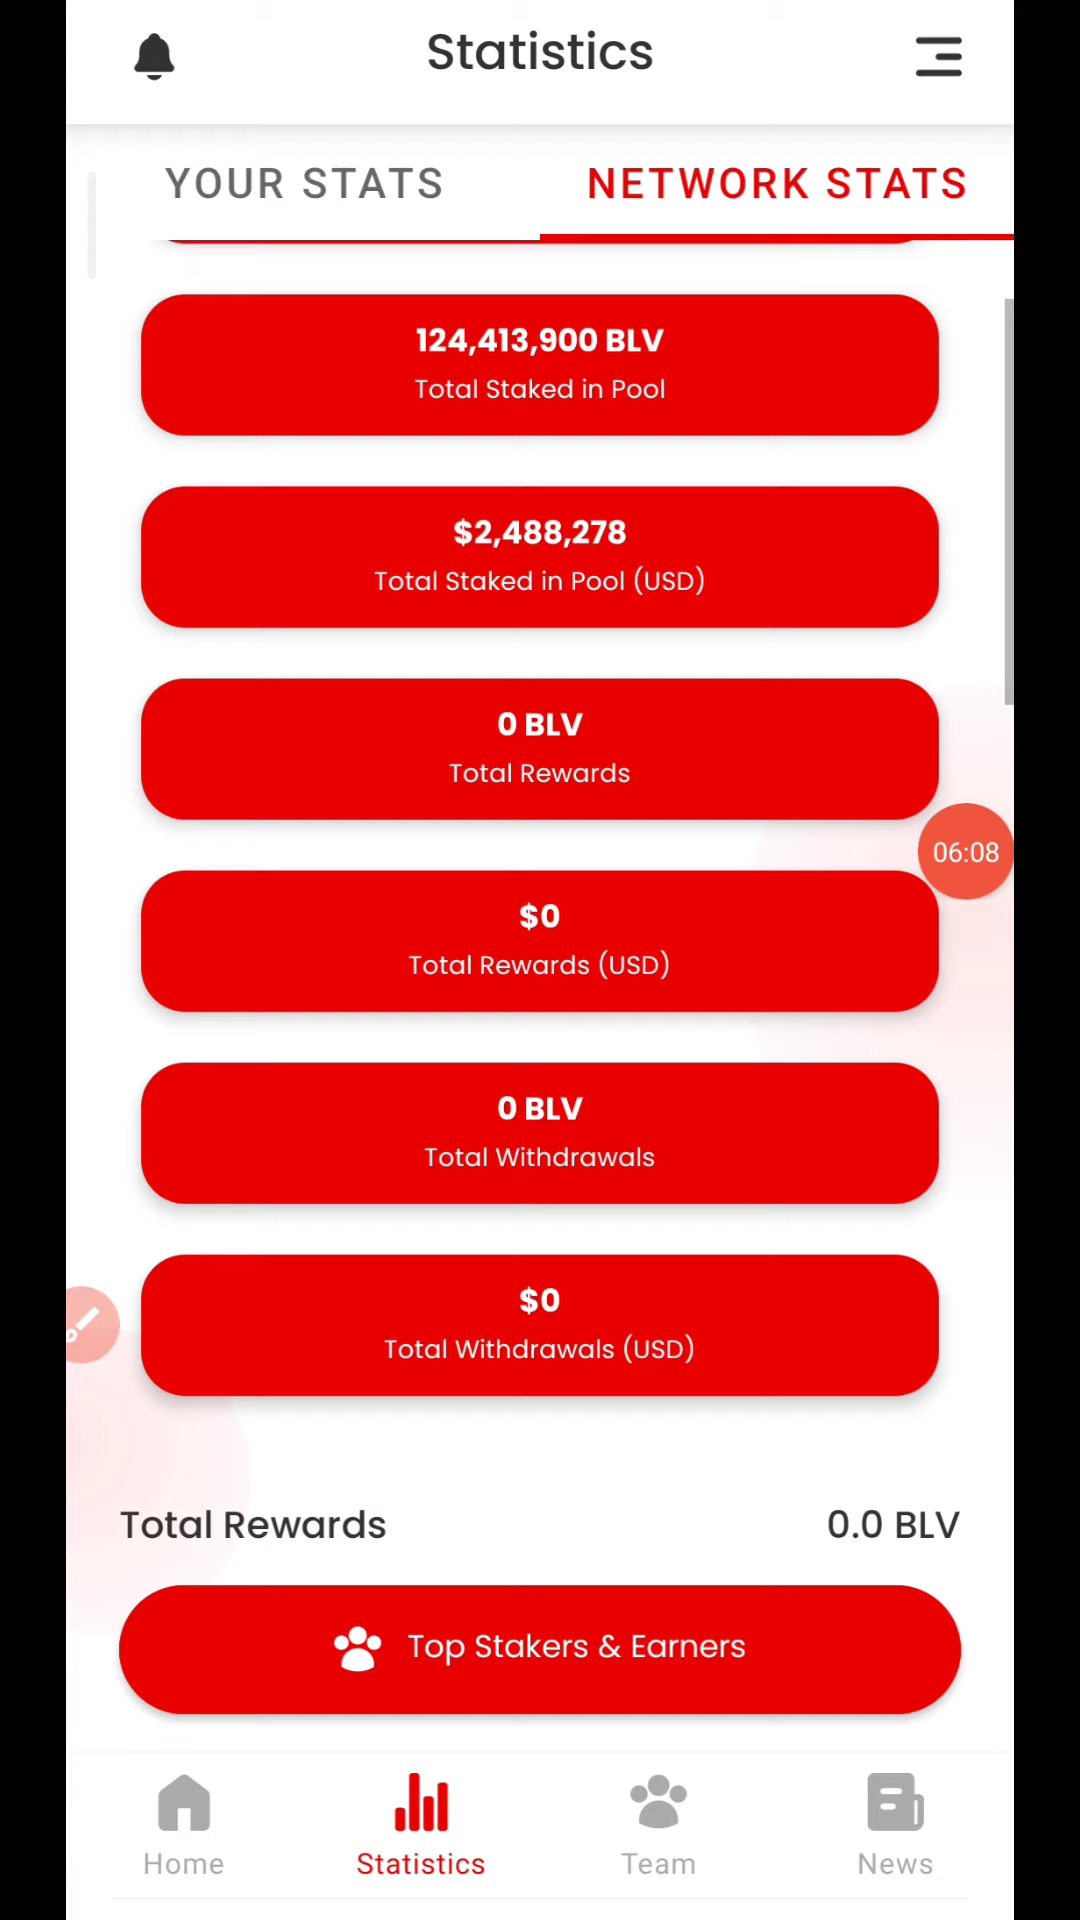 Statistics
YOUR STATS
NETWORK STATS
124,413,900 BLV
Total Staked in Pool
$2,488,278
Total Staked in Pool (USD)
0 BLV
Total Rewards
06:08
$0
Total Rewards (USD)
0 BLV
Total Withdrawals
$0
Total Withdrawals (USD)
Total Rewards
0.0 BLV
Top Stakers & Earners
Home
Statistics
Team
News